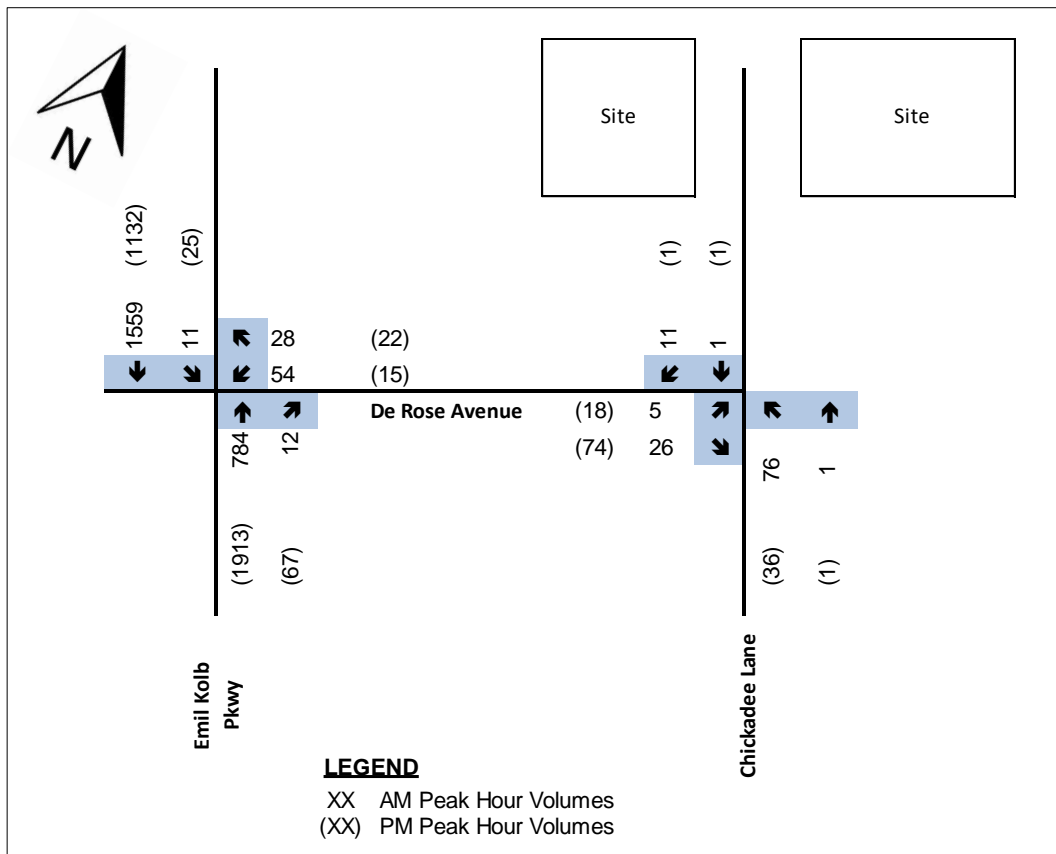 Site
Site
N
(1132)
(25)
(1)
(1)
1559
11
28 (22)
11
1
54 (15)
De Rose Avenue
(18) 5
784
12
(74) 26
76
1
(1913)
(67)
(36)
(1)
Emil Kolb
Pkwy
Chickadee Lane
LEGEND
XX AM Peak Hour Volumes
(XX) PM Peak Hour Volumes